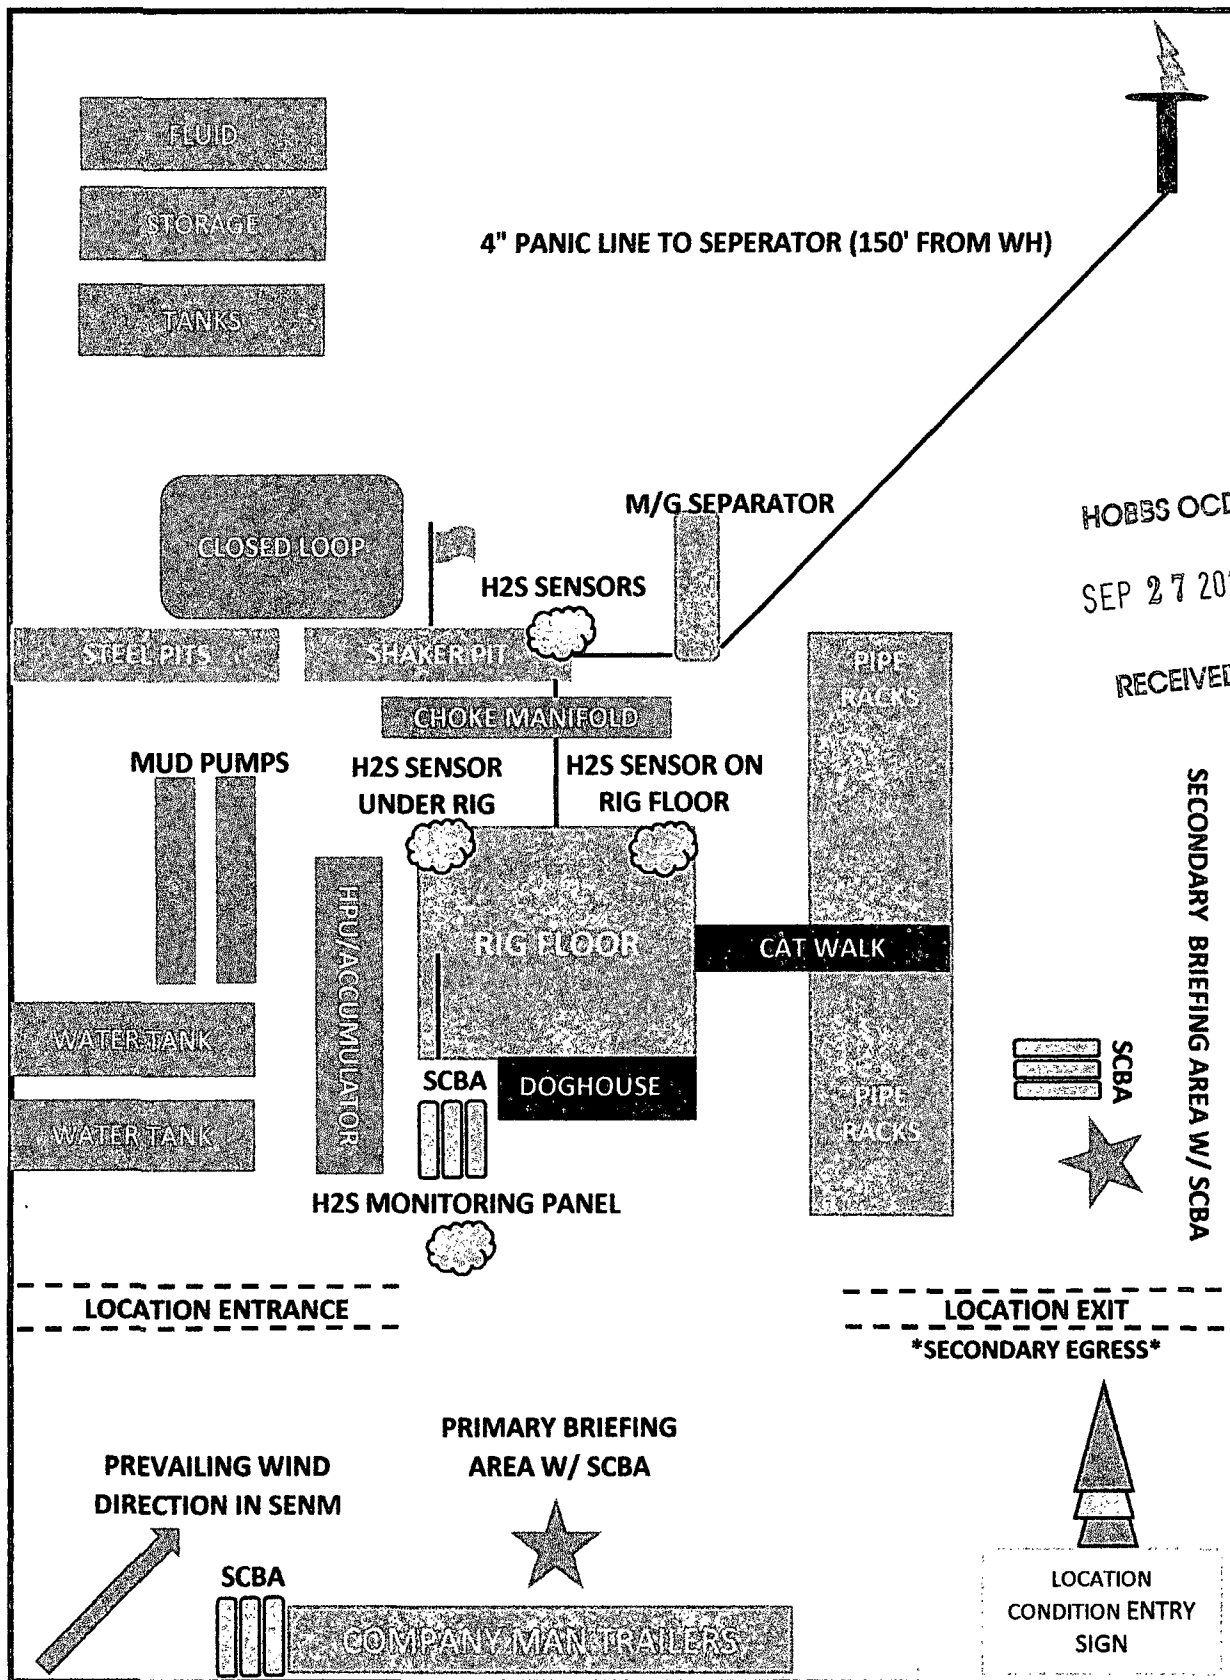 FLUID
STORAGE
4" PANIC LINE TO SEPERATOR (150' FROM WH)
TANKS
M/G SEPARATOR
HOBBS OCD
CLOSED LOOP
H2S SENSORS
SEP 27 20
STEEL PITS
SHAKER PIT
PIPE
RACKS
RECEIVED
CHOKE MANIFOLD
MUD PUMPS
H2S SENSOR
UNDER RIG
H2S SENSOR ON
RIG FLOOR
SECONDARY BRIEFING AREA W/ SCBA
HPU/ACCUMULATOR
RIG FLOOR
CAT WALK
WATER TANK
SCBA
DOGHOUSE
SCBA
WATER TANK
PIPE
RACKS
H2S MONITORING PANEL
LOCATION ENTRANCE
LOCATION EXIT
*SECONDARY EGRESS*
PRIMARY BRIEFING
AREA W/ SCBA
PREVAILING WIND
DIRECTION IN SENM
SCBA
COMPANY MAN TRAILERS
LOCATION
CONDITION ENTRY
SIGN